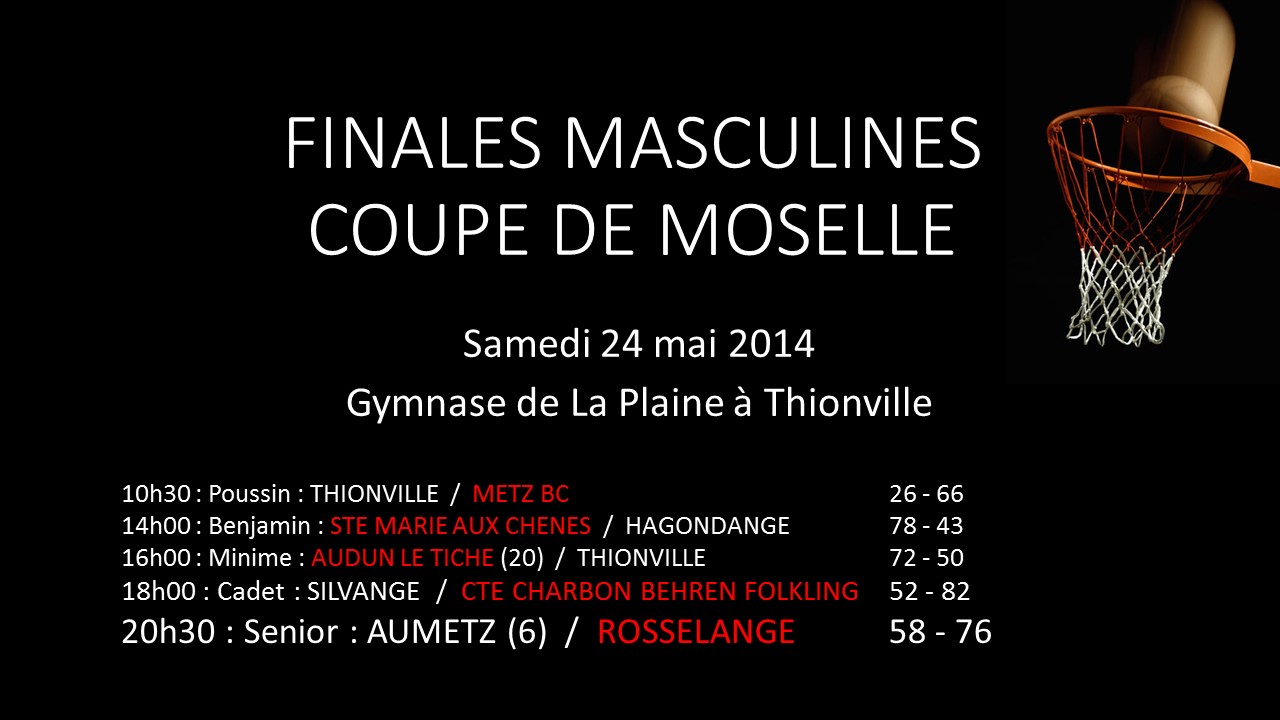 FINALES MASCULINES
COUPE DE MOSELLE
Samedi 24 mai 2014
Gymnase de La Plaine à Thionville
10h30 : Poussin : THIONVILLE / METZ BC 26 - 66
14h00 : Benjamin : STE MARIE AUX CHENES / HAGONDANGE 78 - 43
16h00 : Minime : AUDUN LE TICHE (20) / THIONVILLE 72 - 50
18h00 : Cadet : SILVANGE / CTE CHARBON BEHREN FOLKLING 52 - 82
20h30 : Senior : AUMETZ (6) / ROSSELANGE 58 - 76